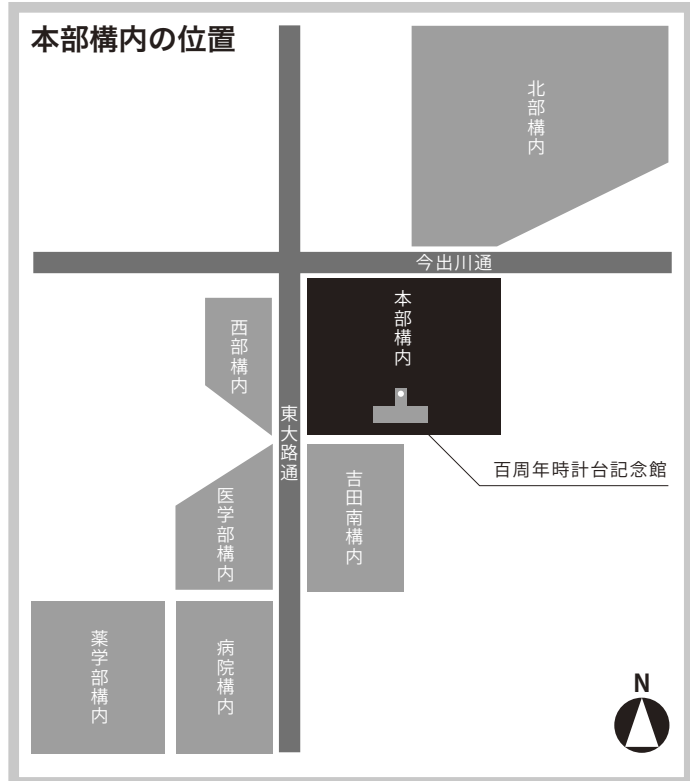 本部構内の位置
北部構内
今出川通
本部構内
西部構内
東大路通
百周年時計台記念館
吉田南構内
医学部構内
薬学部構内
病院構内
N